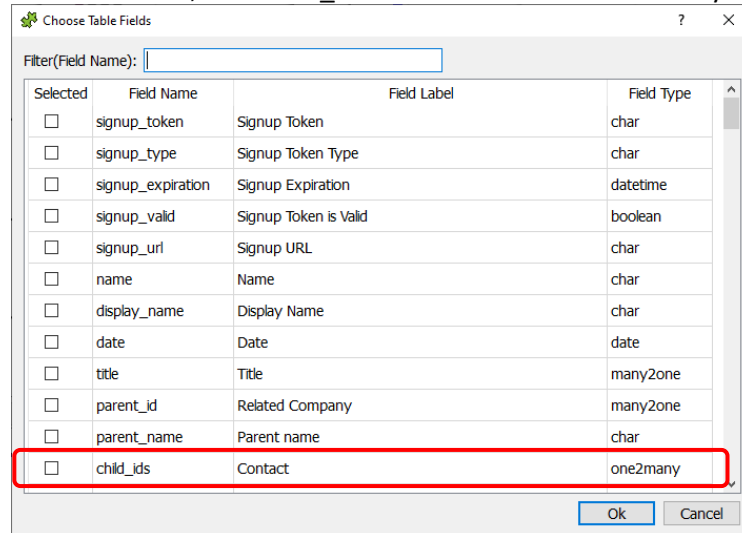 Choose Table Fields ? ×
Filter(Field Name):
Selected Field Name Field Label Field Type
signup_token Signup Token char
signup_type Signup Token Type char
signup_expiration Signup Expiration datetime
signup_valid Signup Token is Valid boolean
signup_url Signup URL char
name Name char
display_name Display Name char
date Date date
title Title many2one
parent_id Related Company many2one
parent_name Parent name char
child_ids Contact one2many
Ok Cancel